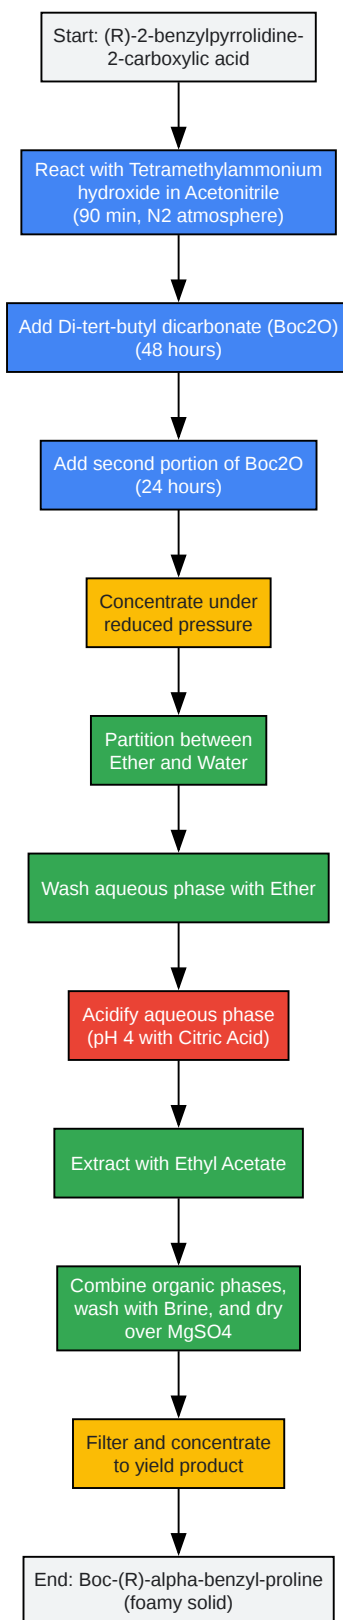 Start: (R)-2-benzylpyrrolidine-
2-carboxylic acid
React with Tetramethylammonium
hydroxide in Acetonitrile
(90 min, N2 atmosphere)
Add Di-tert-butyl dicarbonate (Boc2O)
(48 hours)
Add second portion of Boc2O
(24 hours)
Concentrate under
reduced pressure
Partition between
Ether and Water
Wash aqueous phase with Ether
Acidify aqueous phase
(pH 4 with Citric Acid)
Extract with Ethyl Acetate
Combine organic phases,
wash with Brine, and dry
over MgSO4
Filter and concentrate
to yield product
End: Boc-(R)-alpha-benzyl-proline
(foamy solid)